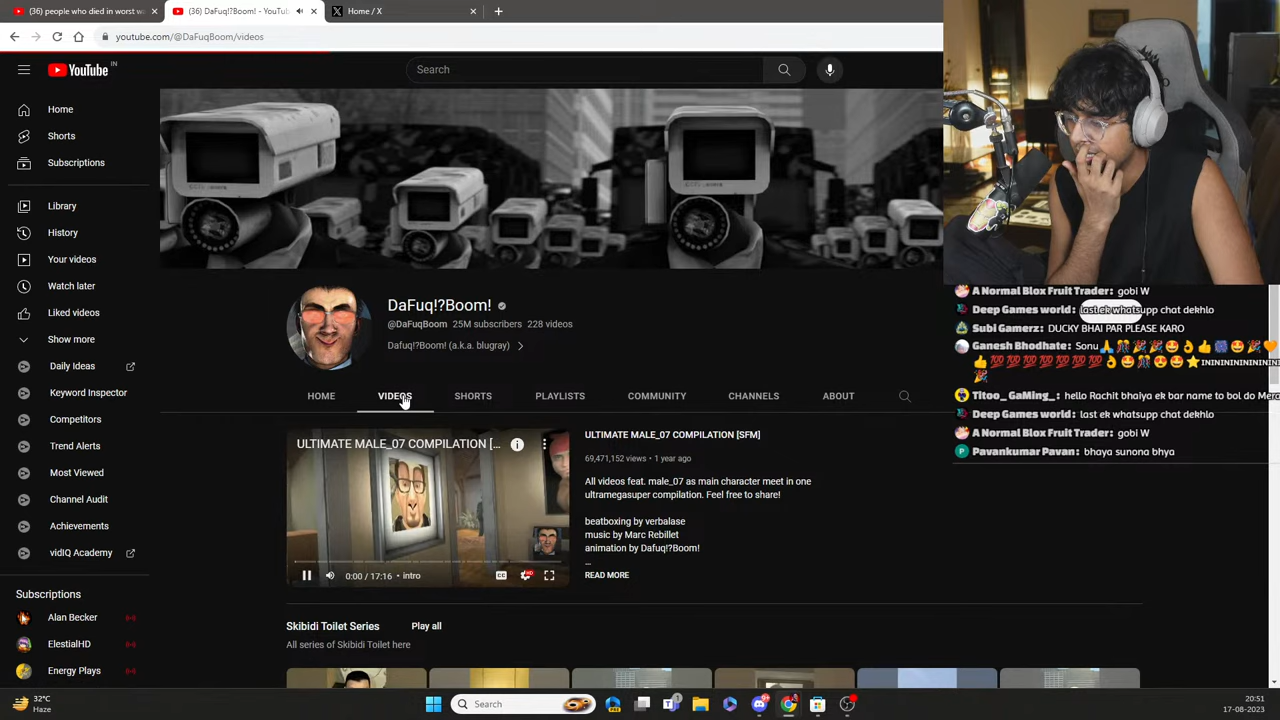 (36) people who died in worst wa
(36) DaFuq!?Boom! - YouTub
Home / X
youtube.com/@DaFuqBoom/videos
YouTube IN
Search
Home
Shorts
Subscriptions
Library
History
Your videos
Watch later
Liked videos
Show more
Daily Ideas
Keyword Inspector
Competitors
Trend Alerts
Most Viewed
Channel Audit
Achievements
vidIQ Academy
Subscriptions
Alan Becker
ElestialHD
Energy Plays
DaFuq!?Boom!
@DaFuqBoom 25M subscribers 228 videos
Dafuq!?Boom! (a.k.a. blugray)
HOME VIDEOS SHORTS PLAYLISTS COMMUNITY CHANNELS ABOUT
ULTIMATE MALE_07 COMPILATION [...
0:00 / 17:16 • intro
CC
HD
ULTIMATE MALE_07 COMPILATION [SFM]
69,471,152 views • 1 year ago
All videos feat. male_07 as main character meet in one
ultramegasuper compilation. Feel free to share!
beatboxing by verbalase
music by Marc Rebillet
animation by Dafuq!?Boom!
...
READ MORE
Skibidi Toilet Series Play all
All series of Skibidi Toilet here
A Normal Blox Fruit Trader: gobi W
Deep Games world: last ek whatsupp chat dekhlo
Subi Gamerz: DUCKY BHAI PAR PLEASE KARO
Ganesh Bhodhate: Sonu🙏🎊🎉🎉🤩👌👍🎆🤩🎉🧡
👍💯💯💯💯💯💯👌🤩🎊😍🤩⭐ININININININ
🎉
Titoo_GaMing_: hello Rachit bhaiya ek bar name to bol do Mera
Deep Games world: last ek whatsupp chat dekhlo
A Normal Blox Fruit Trader: gobi W
P Pavankumar Pavan: bhaya sunona bhya
32°C
Haze
Search
20:51
17-08-2023